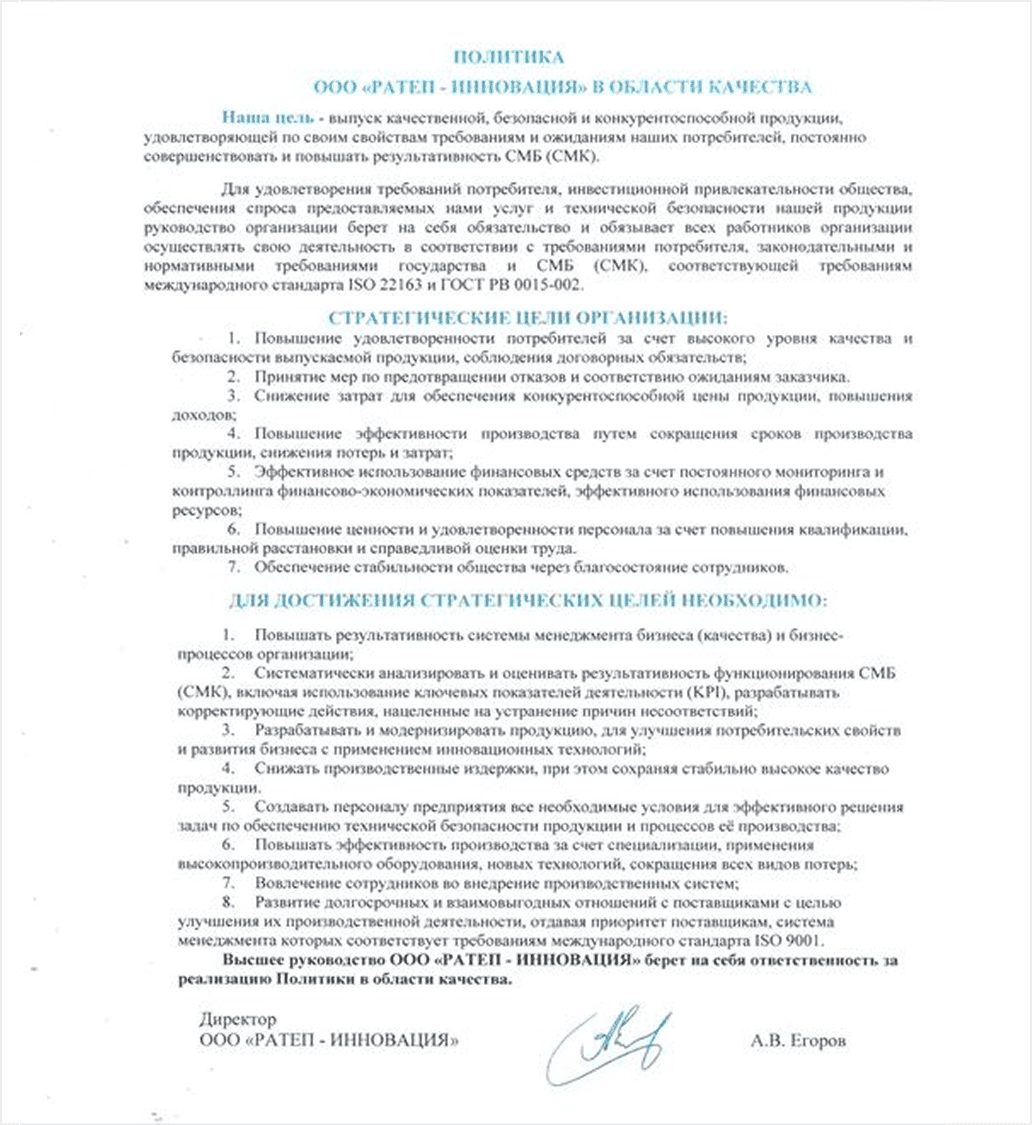 ПОЛИТИКА
ООО «РАТЕП - ИННОВАЦИЯ» В ОБЛАСТИ КАЧЕСТВА
Наша цель - выпуск качественной, безопасной и конкурентоспособной продукции,
удовлетворяющей по своим свойствам требованиям и ожиданиям наших потребителей, постоянно
совершенствовать и повышать результативность СМБ (СМК).
Для удовлетворения требований потребителя, инвестиционной привлекательности общества,
обеспечения спроса предоставляемых нами услуг и технической безопасности нашей продукции
руководство организации берет на себя обязательство и обязывает всех работников организации
осуществлять свою деятельность в соответствии с требованиями потребителя, законодательными и
нормативными требованиями государства и СМБ (СМК), соответствующей требованиям
международного стандарта ISO 22163 и ГОСТ РВ 0015-002.
СТРАТЕГИЧЕСКИЕ ЦЕЛИ ОРГАНИЗАЦИИ:
1. Повышение удовлетворенности потребителей за счет высокого уровня качества и
безопасности выпускаемой продукции, соблюдения договорных обязательств;
2. Принятие мер по предотвращении отказов и соответствию ожиданиям заказчика.
3. Снижение затрат для обеспечения конкурентоспособной цены продукции, повышения
доходов;
4. Повышение эффективности производства путем сокращения сроков производства
продукции, снижения потерь и затрат;
5. Эффективное использование финансовых средств за счет постоянного мониторинга и
контроллинга финансово-экономических показателей, эффективного использования финансовых
ресурсов;
6. Повышение ценности и удовлетворенности персонала за счет повышения квалификации,
правильной расстановки и справедливой оценки труда.
7. Обеспечение стабильности общества через благосостояние сотрудников.
ДЛЯ ДОСТИЖЕНИЯ СТРАТЕГИЧЕСКИХ ЦЕЛЕЙ НЕОБХОДИМО:
1. Повышать результативность системы менеджмента бизнеса (качества) и бизнес-
процессов организации;
2. Систематически анализировать и оценивать результативность функционирования СМБ
(СМК), включая использование ключевых показателей деятельности (KPI), разрабатывать
корректирующие действия, нацеленные на устранение причин несоответствий;
3. Разрабатывать и модернизировать продукцию, для улучшения потребительских свойств
и развития бизнеса с применением инновационных технологий;
4. Снижать производственные издержки, при этом сохраняя стабильно высокое качество
продукции.
5. Создавать персоналу предприятия все необходимые условия для эффективного решения
задач по обеспечению технической безопасности продукции и процессов её производства;
6. Повышать эффективность производства за счет специализации, применения
высокопроизводительного оборудования, новых технологий, сокращения всех видов потерь;
7. Вовлечение сотрудников во внедрение производственных систем;
8. Развитие долгосрочных и взаимовыгодных отношений с поставщиками с целью
улучшения их производственной деятельности, отдавая приоритет поставщикам, система
менеджмента которых соответствует требованиям международного стандарта ISO 9001.
Высшее руководство ООО «РАТЕП - ИННОВАЦИЯ» берет на себя ответственность за
реализацию Политики в области качества.
Директор
ООО «РАТЕП - ИННОВАЦИЯ» А.В. Егоров